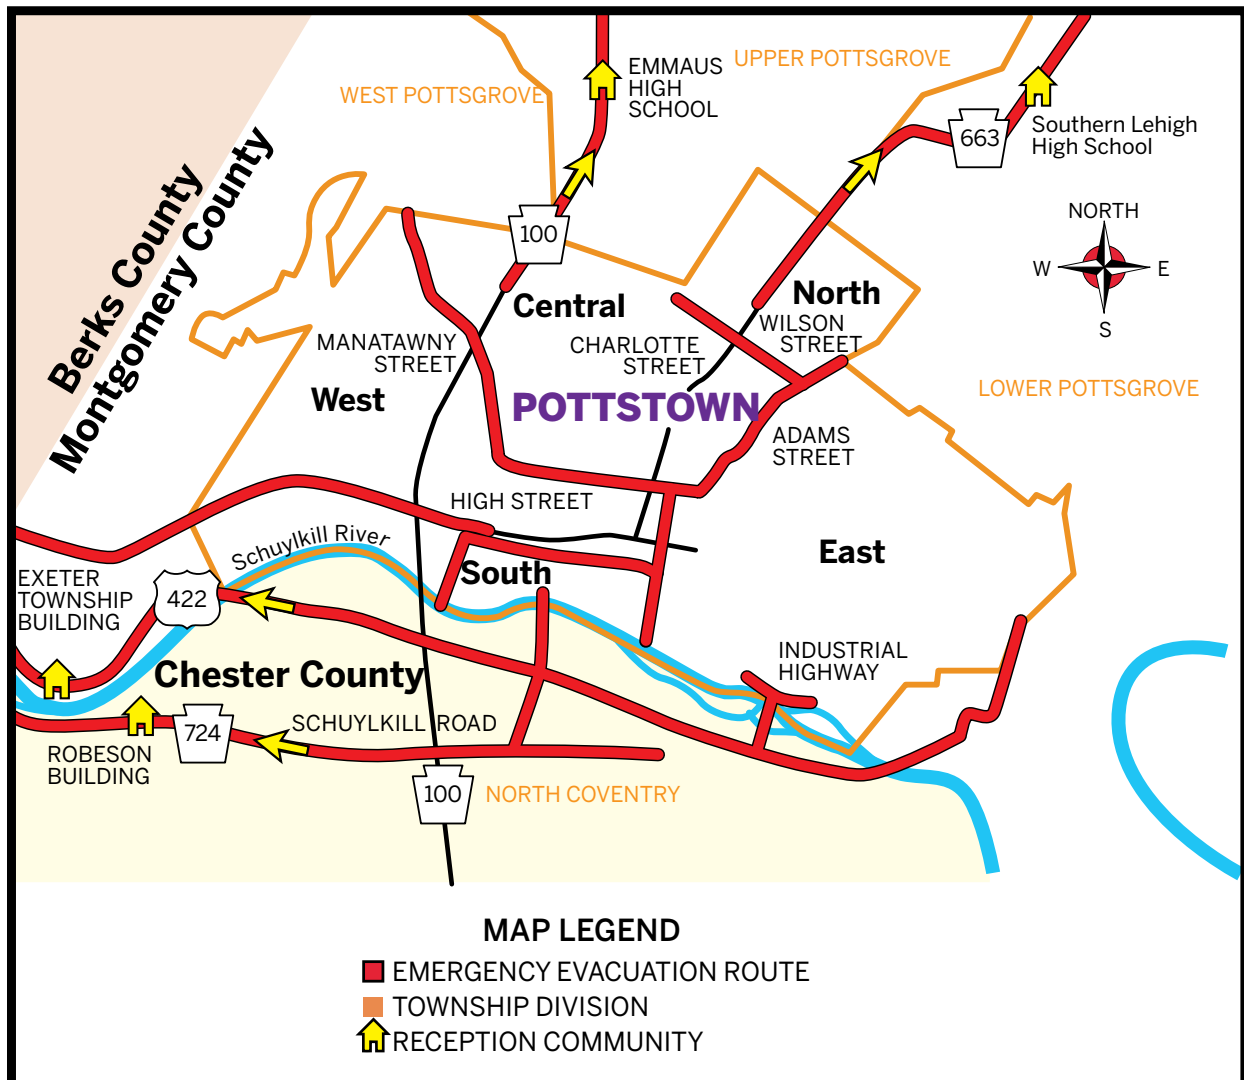 EMMAUS
HIGH
SCHOOL
UPPER POTTSGROVE
WEST POTTSGROVE
663
Southern Lehigh
High School
Berks County
Montgomery County
NORTH
W
E
S
100
Central
North
MANATAWNY
STREET
CHARLOTTE
STREET
WILSON
STREET
West
POTTSTOWN
LOWER POTTSGROVE
ADAMS
STREET
HIGH STREET
Schuylkill River
East
South
EXETER
TOWNSHIP
BUILDING
422
INDUSTRIAL
HIGHWAY
Chester County
724
SCHUYLKILL ROAD
ROBESON
BUILDING
100
NORTH COVENTRY
MAP LEGEND
EMERGENCY EVACUATION ROUTE
TOWNSHIP DIVISION
RECEPTION COMMUNITY